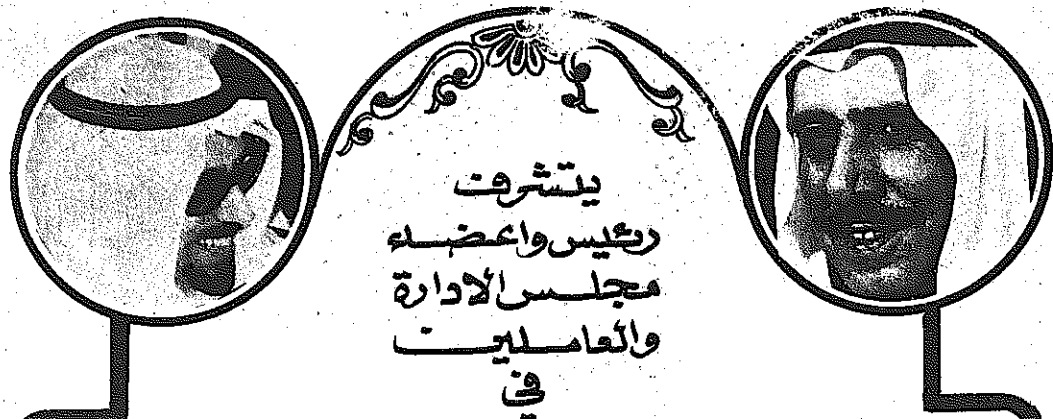 يتشرف
رئيس واعضاء
مجلس الادارة
والعاملين
في